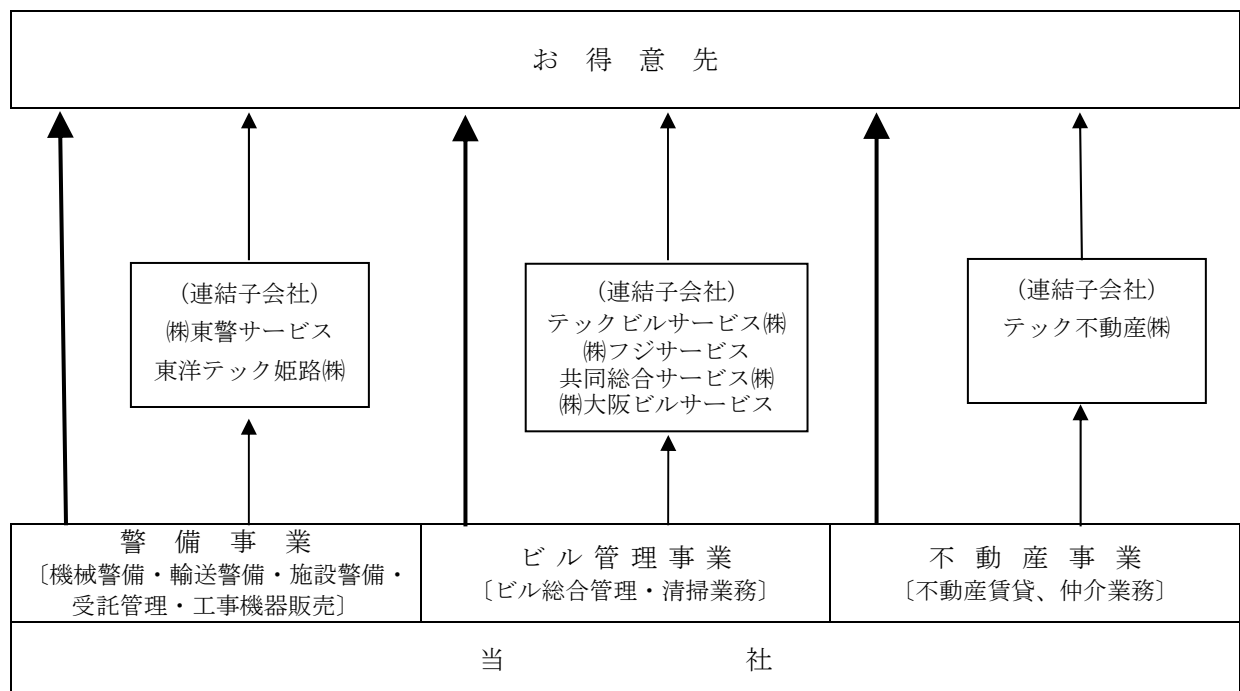 お得意先
(連結子会社)
㈱東警サービス
東洋テック姫路㈱
(連結子会社)
テックビルサービス㈱
㈱フジサービス
共同総合サービス㈱
㈱大阪ビルサービス
(連結子会社)
テック不動産㈱
警備事業
〔機械警備・輸送警備・施設警備・
受託管理・工事機器販売〕
ビル管理事業
〔ビル総合管理・清掃業務〕
不動産事業
〔不動産賃貸、仲介業務〕
当社